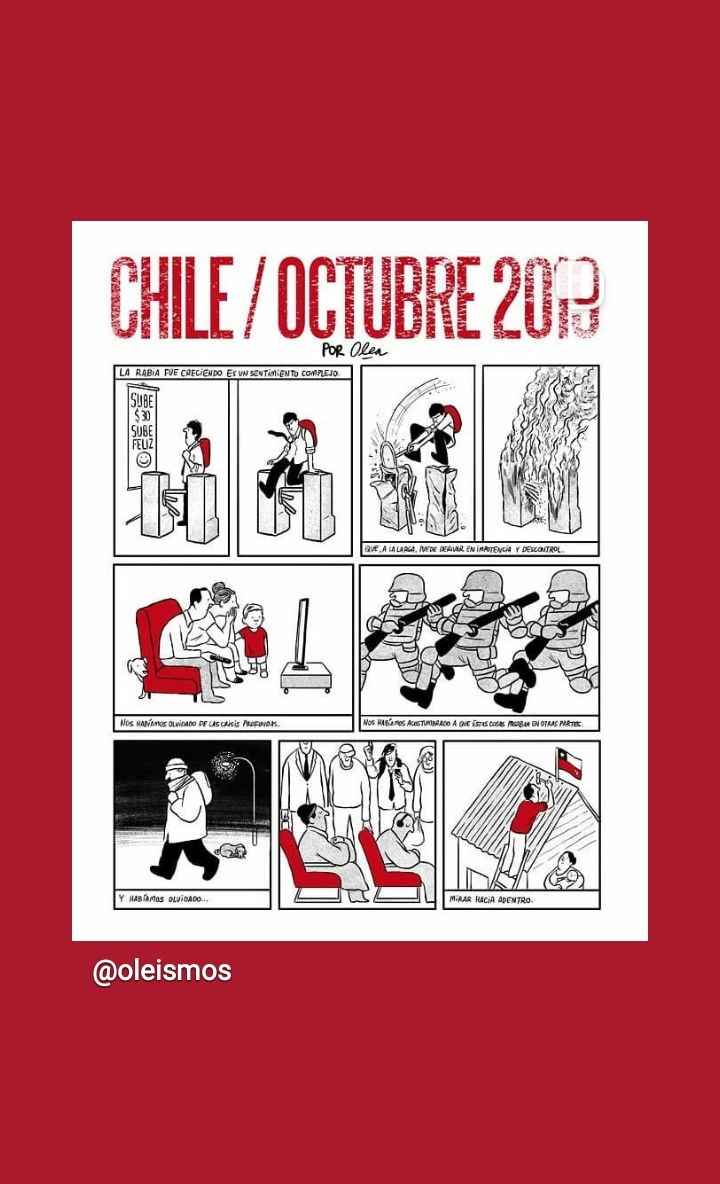 CHILE / OCTUBRE 2019
POR Olea
LA RABIA FUE CRECIENDO ES UN SENTIMIENTO COMPLEJO.
SUBE
$30
SUBE
FELIZ
QUE, A LA LARGA, PUEDE DERIVAR EN IMPOTENCIA Y DESCONTROL.
NOS HABÍAMOS OLVIDADO DE LAS CRISIS PROFUNDAS.
NOS HABÍAMOS ACOSTUMBRADO A QUE ESTAS COSAS PASABAN EN OTRAS PARTES.
Y HABÍAMOS OLVIDADO...
MIRAR HACIA ADENTRO.
@oleismos